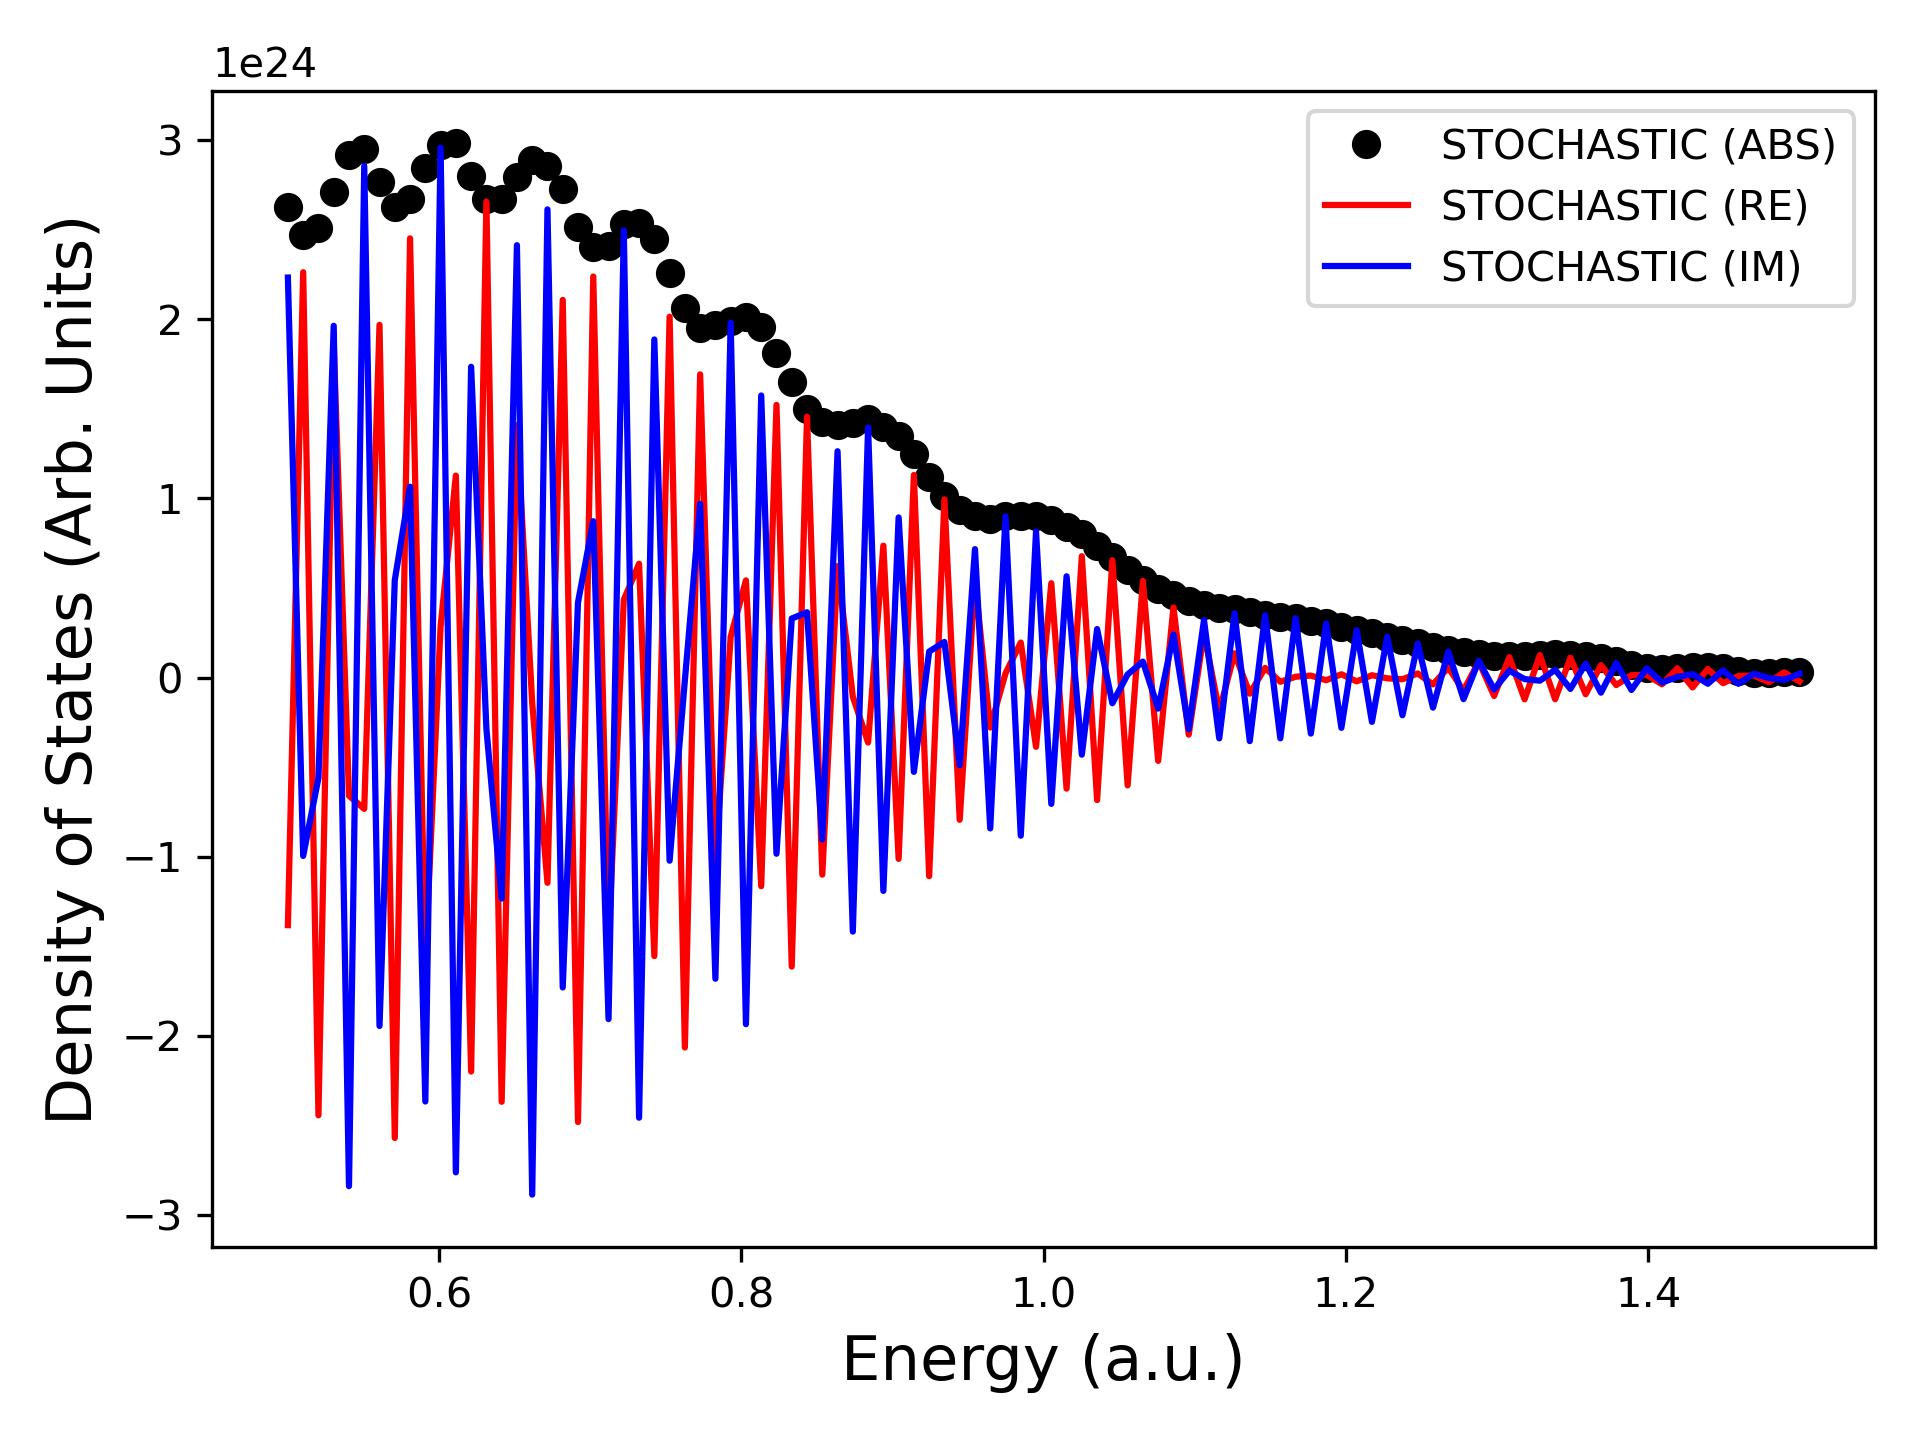 1e24
STOCHASTIC (ABS)
STOCHASTIC (RE)
STOCHASTIC (IM)
3
2
1
0
−1
−2
−3
Density of States (Arb. Units)
0.6 0.8 1.0 1.2 1.4
Energy (a.u.)